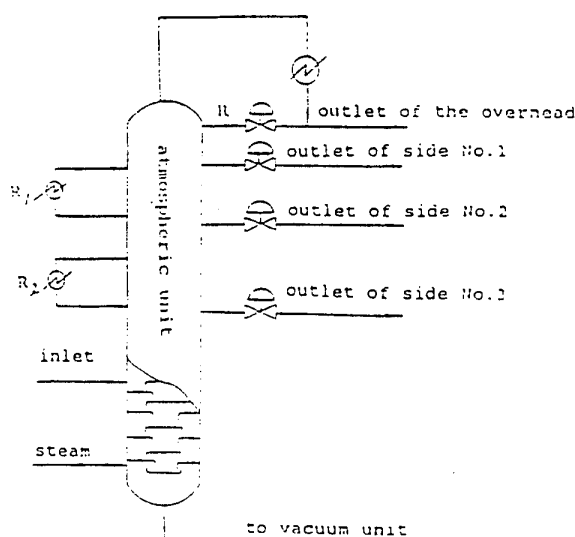 R
outlet of the overhead
outlet of side No.1
R1
outlet of side No.2
R2
outlet of side No.3
atmospheric unit
inlet
steam
to vacuum unit